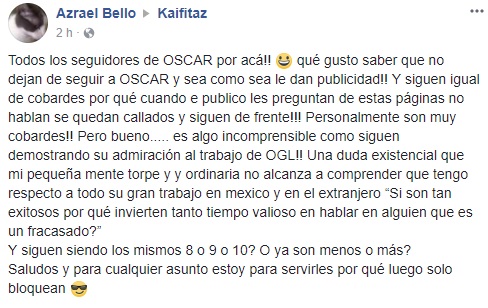 Azrael Bello ▸ Kaifitaz
2 h ·
Todos los seguidores de OSCAR por acá!! 😀 qué gusto saber que no
dejan de seguir a OSCAR y sea como sea le dan publicidad!! Y siguen igual
de cobardes por qué cuando e publico les preguntan de estas páginas no
hablan se quedan callados y siguen de frente!!! Personalmente son muy
cobardes!! Pero bueno..... es algo incomprensible como siguen
demostrando su admiración al trabajo de OGL!! Una duda existencial que
mi pequeña mente torpe y y ordinaria no alcanza a comprender que tengo
respecto a todo su gran trabajo en mexico y en el extranjero “Si son tan
exitosos por qué invierten tanto tiempo valioso en hablar en alguien que es
un fracasado?”
Y siguen siendo los mismos 8 o 9 o 10? O ya son menos o más?
Saludos y para cualquier asunto estoy para servirles por qué luego solo
bloquean 😎